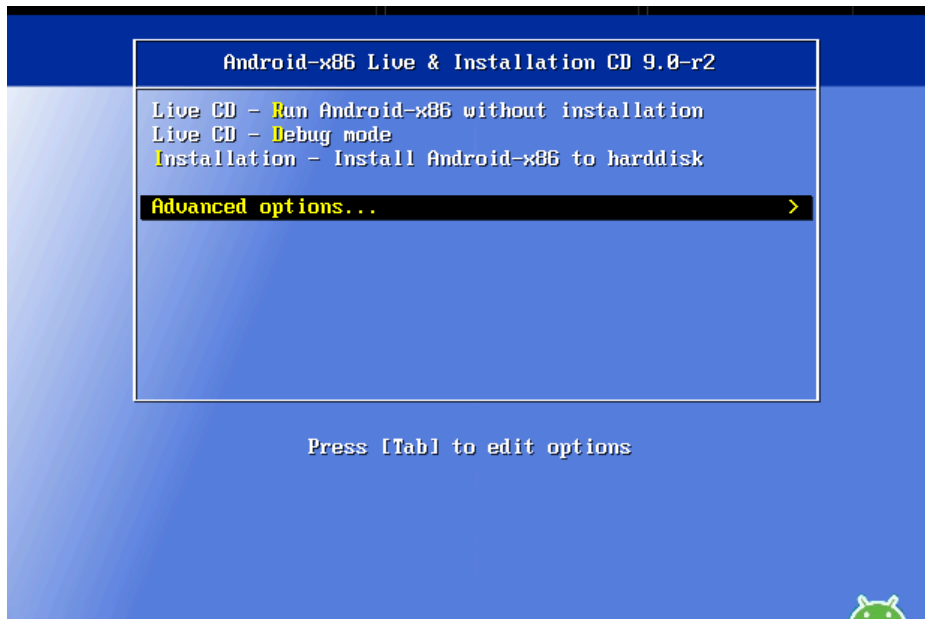 Android-x86 Live & Installation CD 9.0-r2
Live CD - Run Android-x86 without installation
Live CD - Debug mode
Installation - Install Android-x86 to harddisk
Advanced options... >
Press [Tab] to edit options